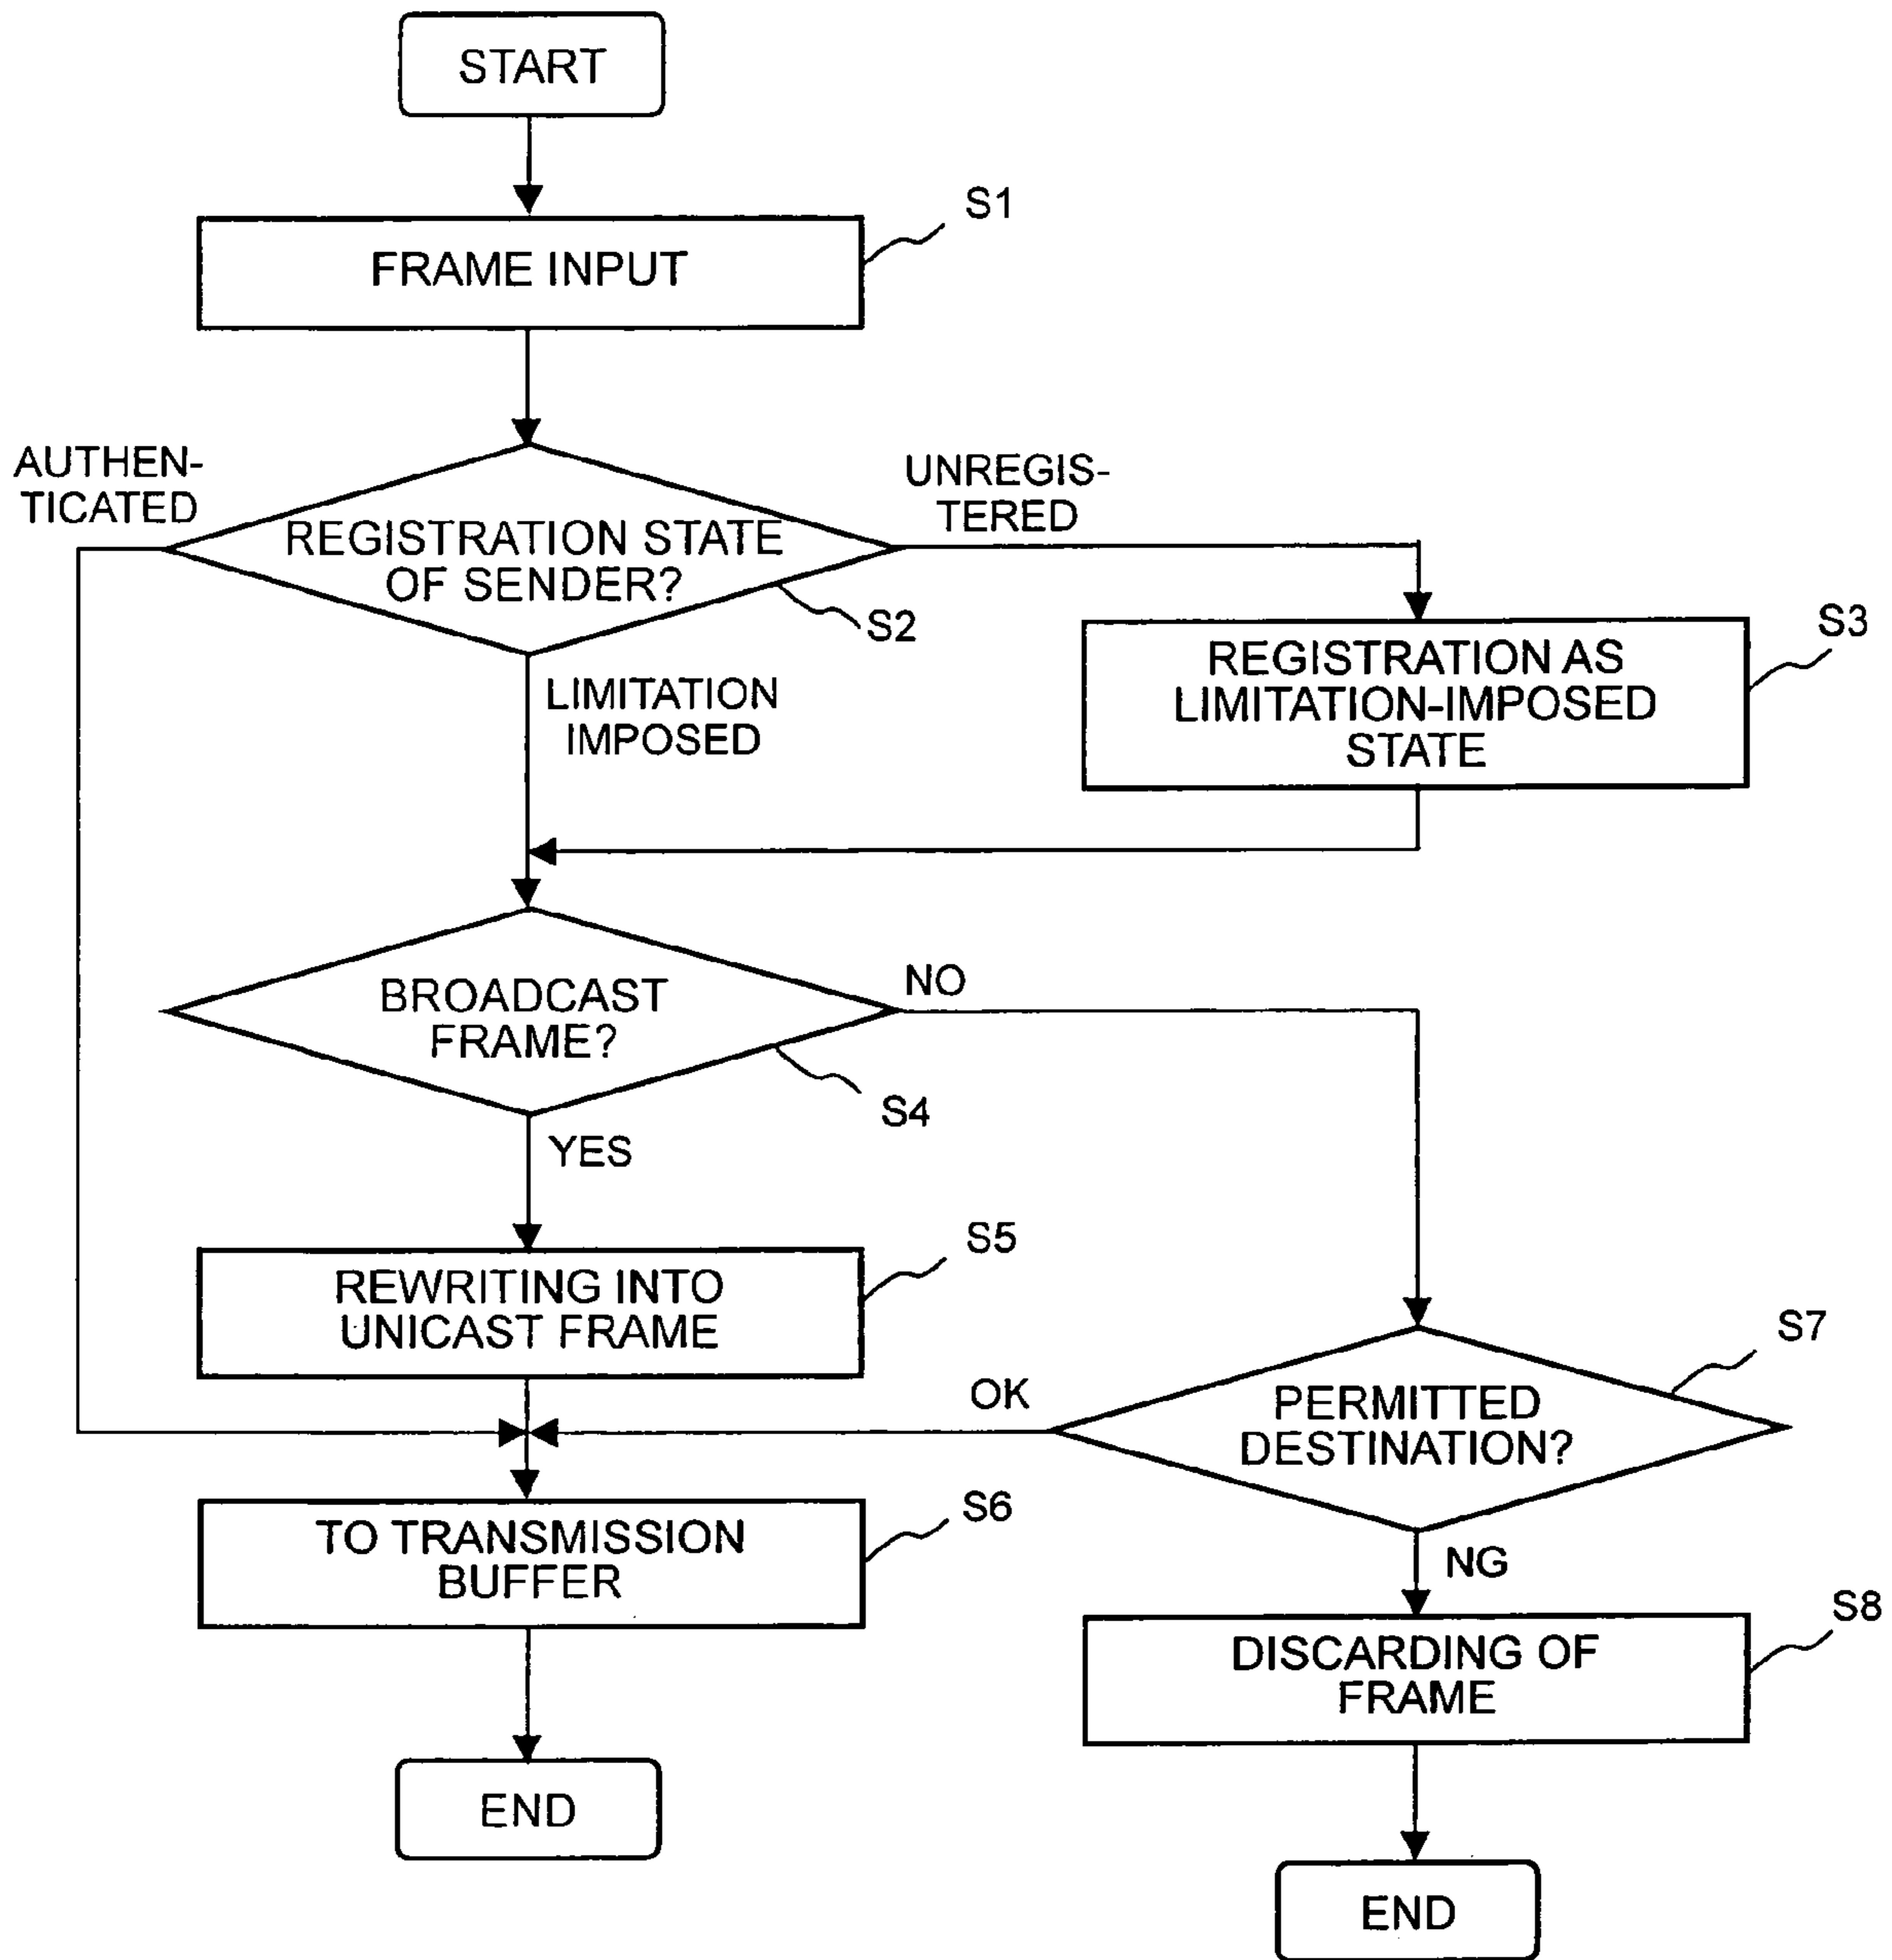 START
S1
FRAME INPUT
AUTHEN-
TICATED
UNREGIS-
TERED
REGISTRATION STATE
OF SENDER?
S2
S3
REGISTRATION AS
LIMITATION-IMPOSED
STATE
LIMITATION
IMPOSED
BROADCAST
FRAME?
NO
S4
YES
S5
REWRITING INTO
UNICAST FRAME
S7
OK
PERMITTED
DESTINATION?
S6
TO TRANSMISSION
BUFFER
NG
S8
DISCARDING OF
FRAME
END
END